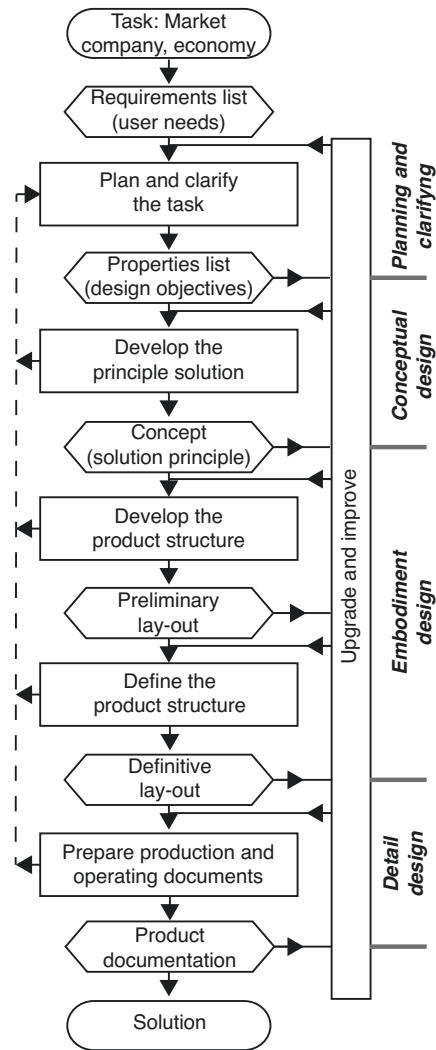 Task: Market
company, economy
Requirements list
(user needs)
Plan and clarify
the task
Properties list
(design objectives)
Develop the
principle solution
Concept
(solution principle)
Develop the
product structure
Preliminary
lay-out
Define the
product structure
Definitive
lay-out
Prepare production and
operating documents
Product
documentation
Solution
Upgrade and improve
Planning and
clarifyng
Conceptual
design
Embodiment
design
Detail
design